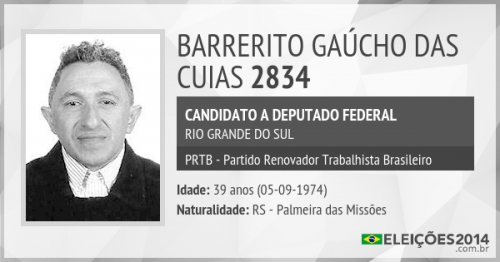 BARRERITO GAÚCHO DAS
CUIAS 2834
CANDIDATO A DEPUTADO FEDERAL
RIO GRANDE DO SUL
PRTB - Partido Renovador Trabalhista Brasileiro
Idade: 39 anos (05-09-1974)
Naturalidade: RS - Palmeira das Missões
ELEIÇÕES2014
.com.br